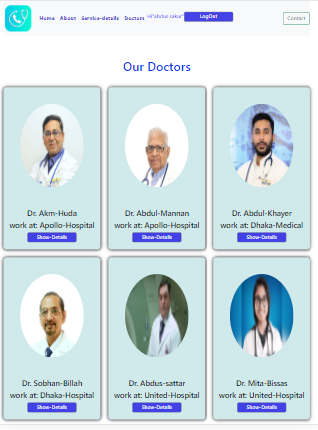 Home About Service-details Doctors Hi"abdus sakur" LogOut Contact
Our Doctors
Dr. Akm-Huda
work at: Apollo-Hospital
Show-Details
Dr. Abdul-Mannan
work at: Apollo-Hospital
Show-Details
Dr. Abdul-Khayer
work at: Dhaka-Medical
Show-Details
Dr. Sobhan-Billah
work at: Dhaka-Hospital
Show-Details
Dr. Abdus-sattar
work at: United-Hospital
Show-Details
Dr. Mita-Bissas
work at: United-Hospital
Show-Details